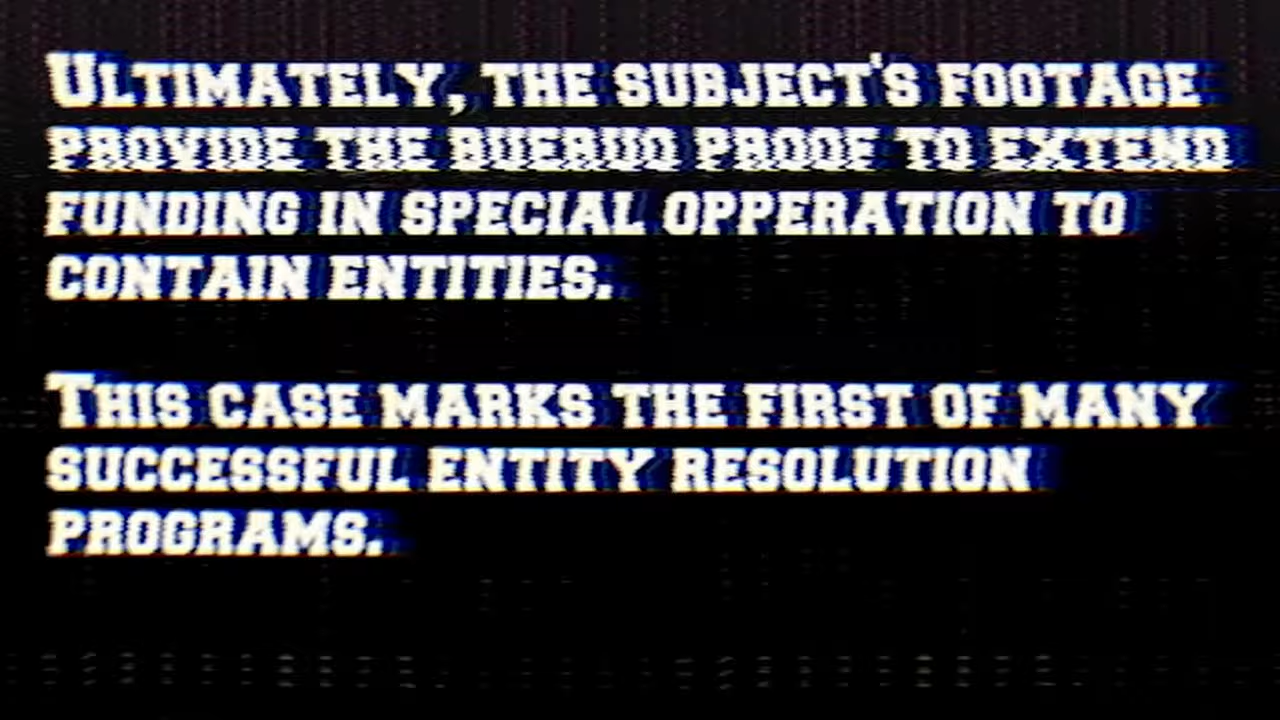 Ultimately, the subject's footage
provide the bueruo proof to extend
funding in special opperation to
contain entities.
This case marks the first of many
successful entity resolution
programs.